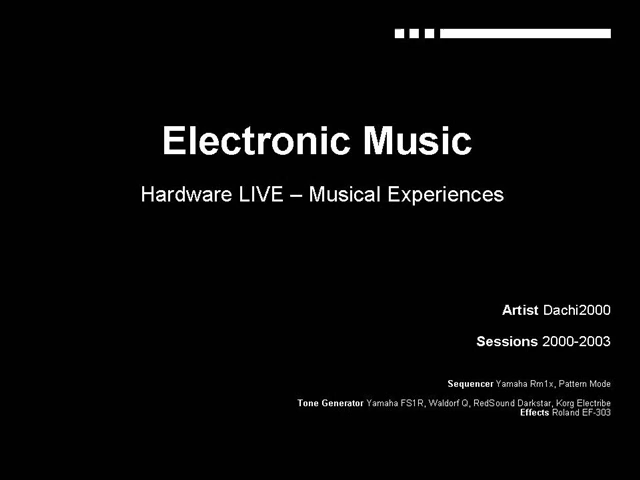 Electronic Music
Hardware LIVE – Musical Experiences
Artist Dachi2000
Sessions 2000-2003
Sequencer Yamaha Rm1x, Pattern Mode
Tone Generator Yamaha FS1R, Waldorf Q, RedSound Darkstar, Korg Electribe
Effects Roland EF-303